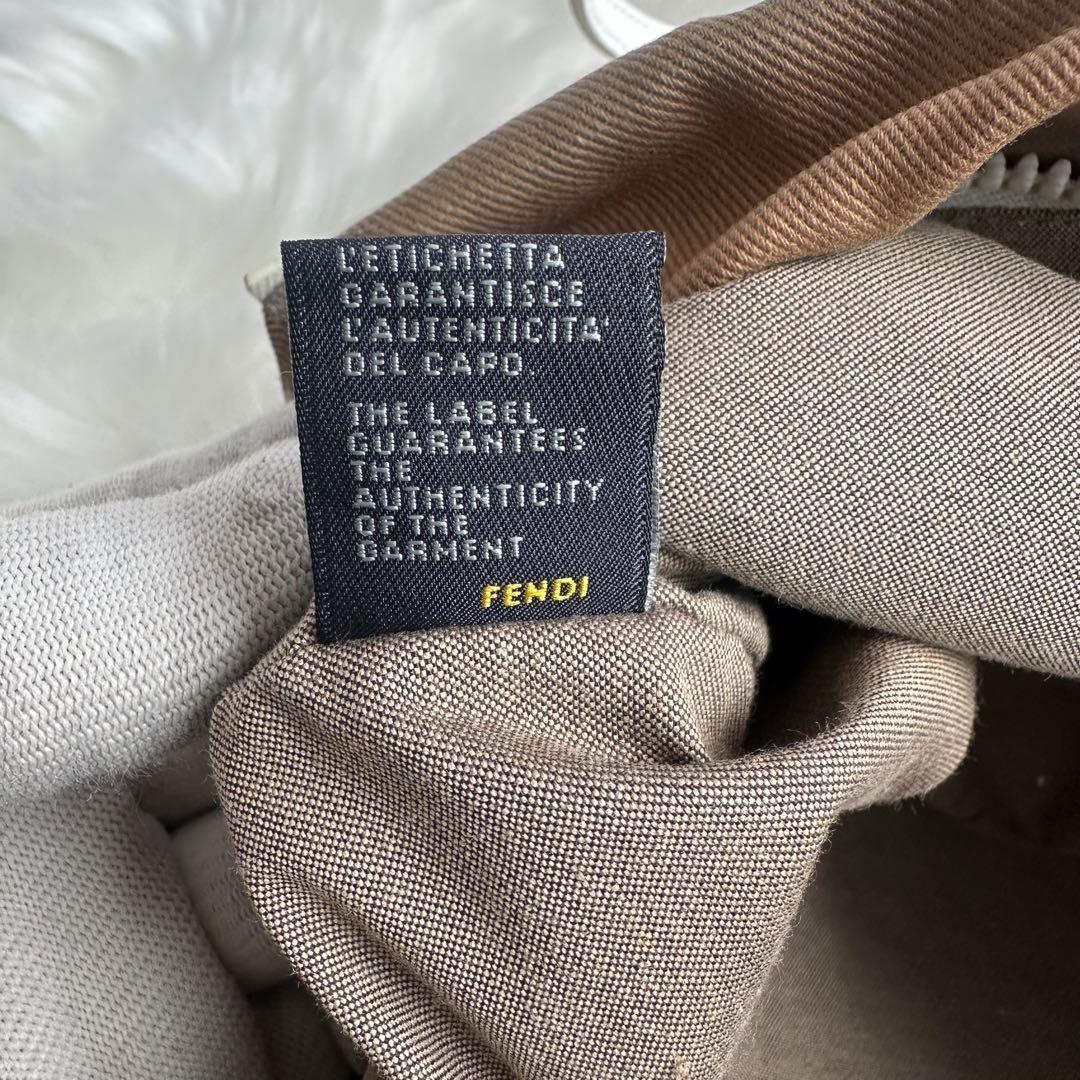 L'ETICHETTA
GARANTISCE
L'AUTENTICITA'
DEL CAPO.
THE LABEL
GUARANTEES
THE
AUTHENTICITY
OF THE
GARMENT
FENDI